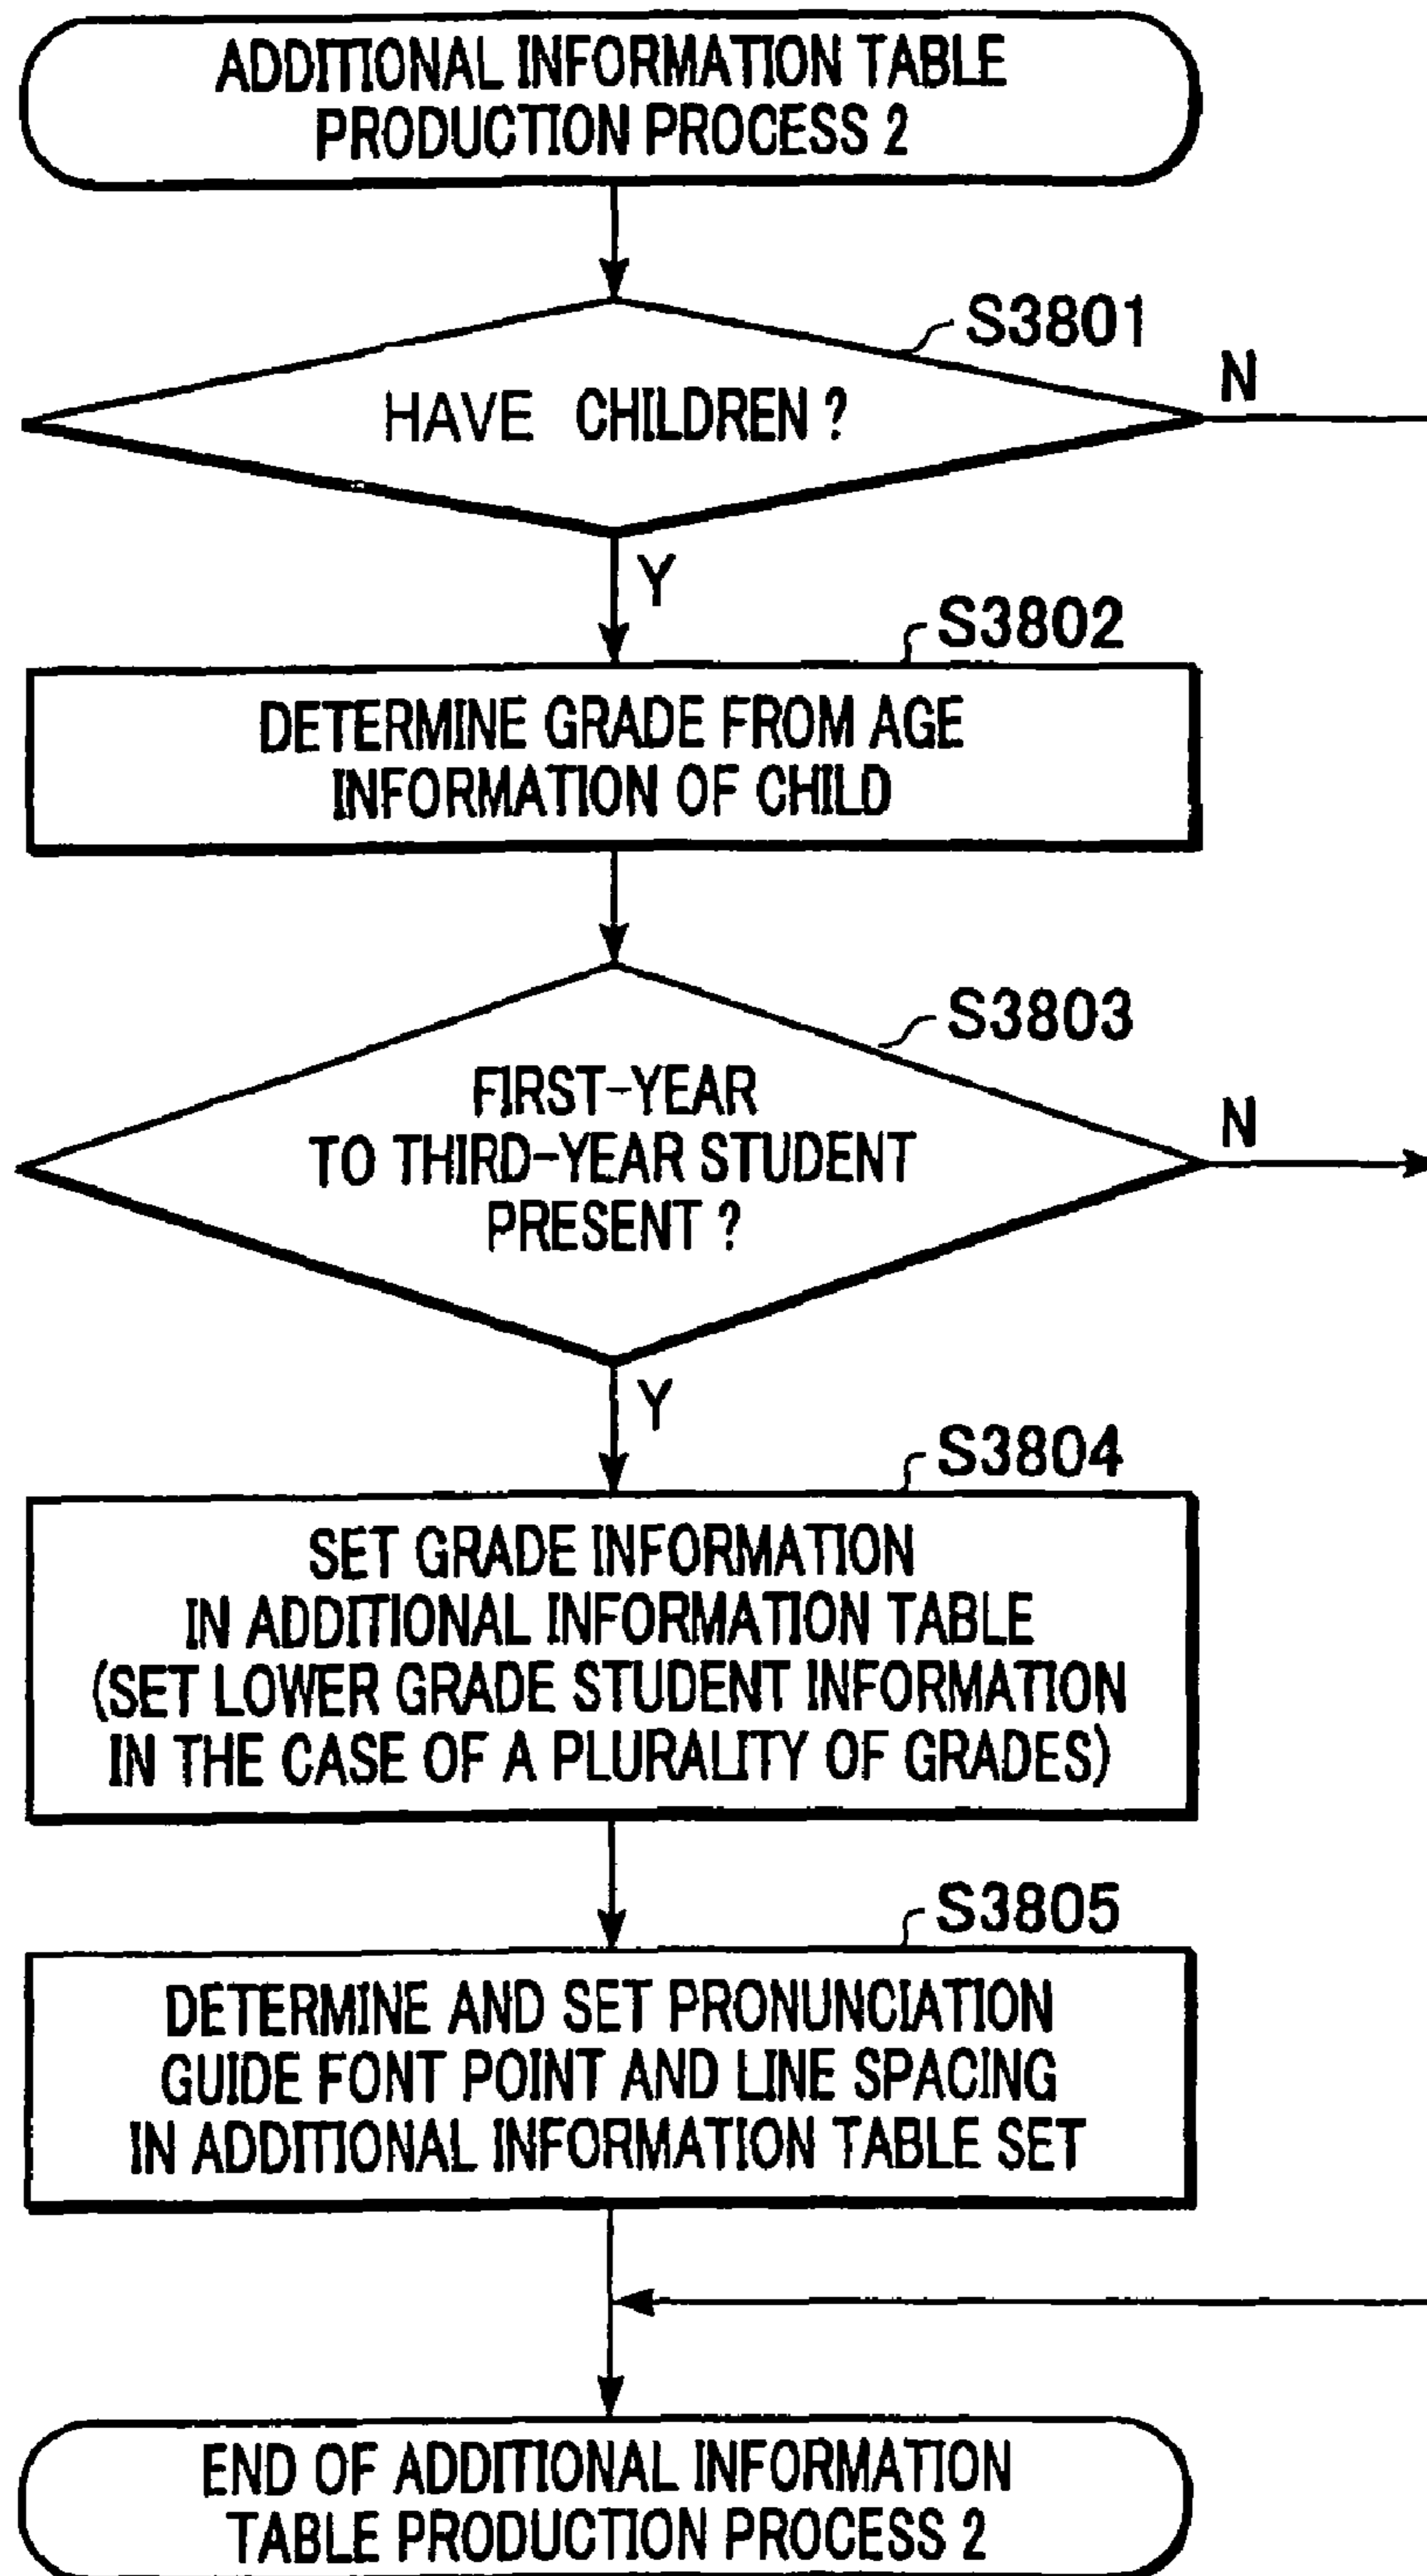 ADDITIONAL INFORMATION TABLE
PRODUCTION PROCESS 2
S3801
N
HAVE CHILDREN ?
Y
S3802
DETERMINE GRADE FROM AGE
INFORMATION OF CHILD
S3803
N
FIRST-YEAR
TO THIRD-YEAR STUDENT
PRESENT ?
Y
S3804
SET GRADE INFORMATION
IN ADDITIONAL INFORMATION TABLE
(SET LOWER GRADE STUDENT INFORMATION
IN THE CASE OF A PLURALITY OF GRADES)
S3805
DETERMINE AND SET PRONUNCIATION
GUIDE FONT POINT AND LINE SPACING
IN ADDITIONAL INFORMATION TABLE SET
END OF ADDITIONAL INFORMATION
TABLE PRODUCTION PROCESS 2